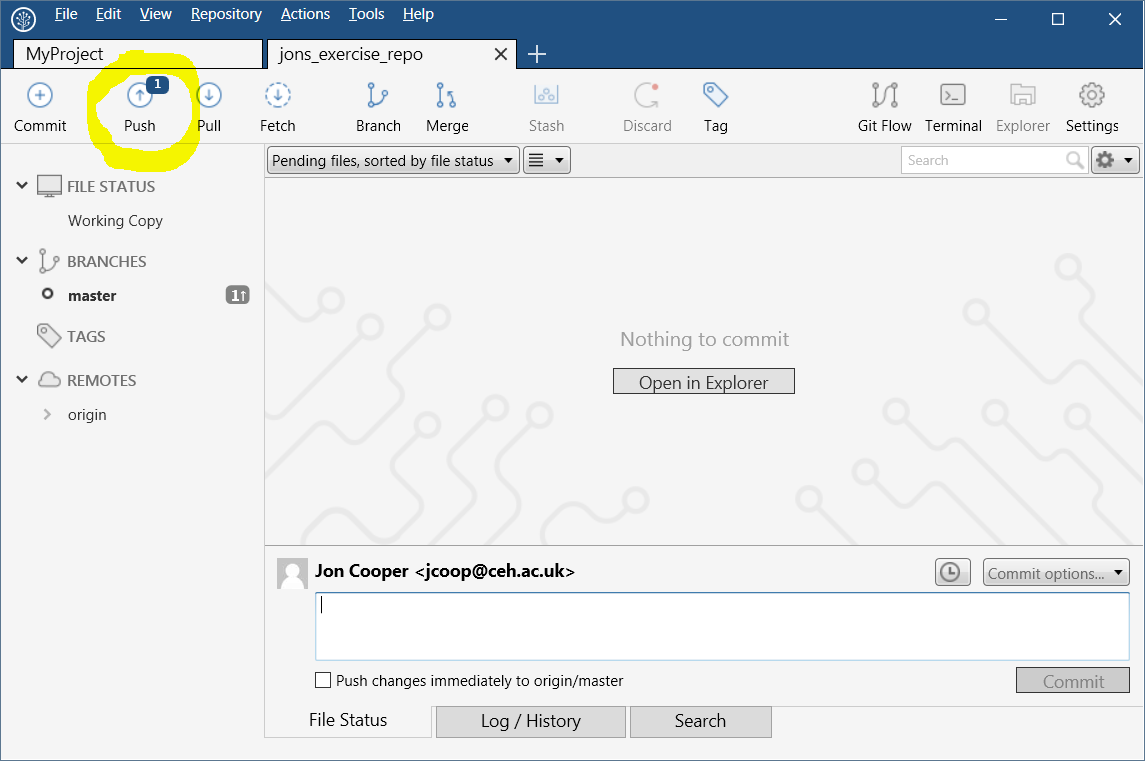 File Edit View Repository Actions Tools Help
MyProject jons_exercise_repo
1
Commit Push Pull Fetch Branch Merge Stash Discard Tag Git Flow Terminal Explorer Settings
Pending files, sorted by file status Search
FILE STATUS
Working Copy
BRANCHES
master 1↑
TAGS
REMOTES
origin
Nothing to commit
Open in Explorer
Jon Cooper <jcoop@ceh.ac.uk> Commit options...
Push changes immediately to origin/master Commit
File Status Log / History Search